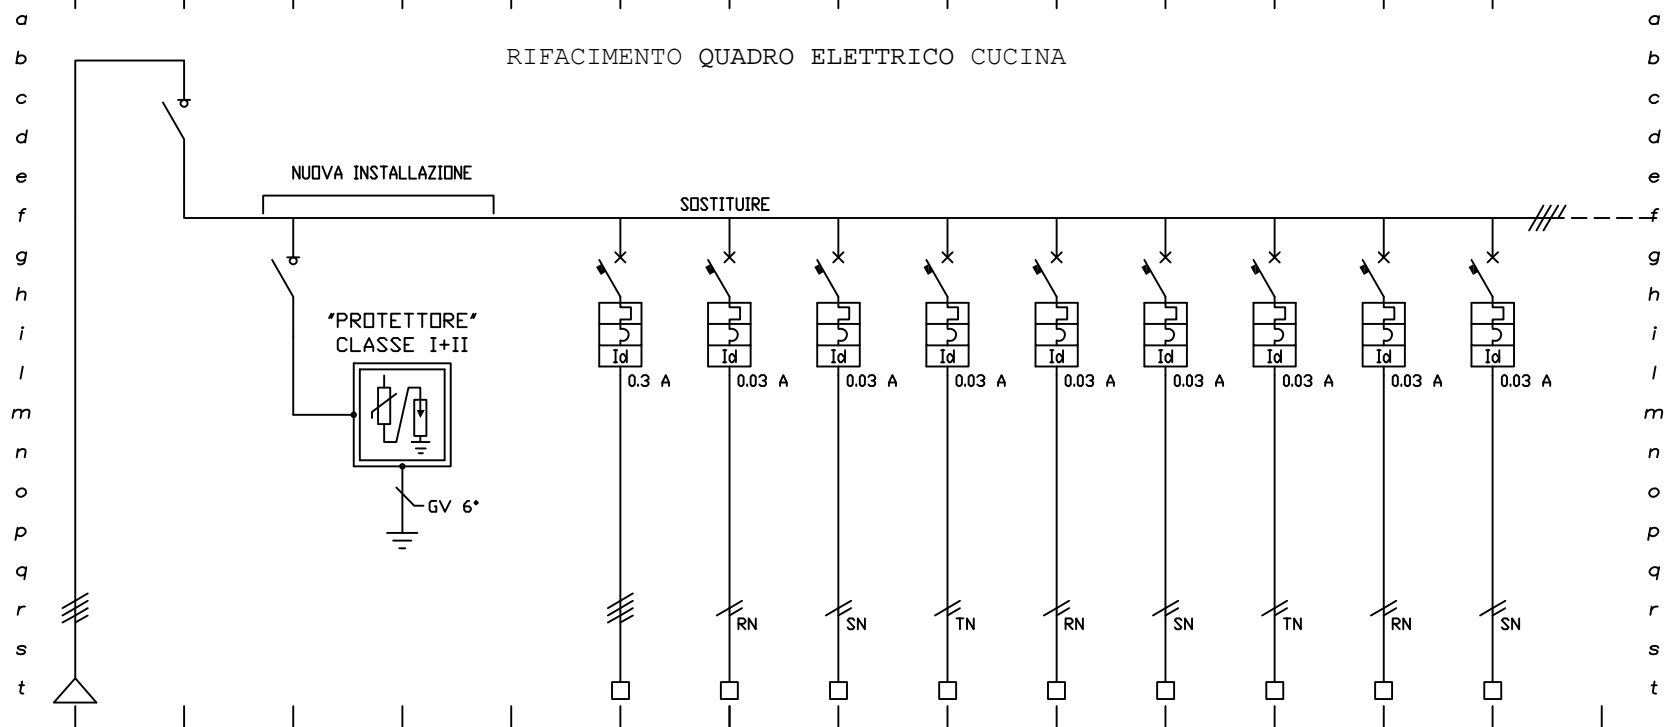 a a
b RIFACIMENTO QUADRO ELETTRICO CUCINA b
c c
d d
NUOVA INSTALLAZIONE
e e
SOSTITUIRE
f f
g g
h h
"PROTETTORE"
i i
CLASSE I+II
Id Id Id Id Id Id Id Id Id
l l
0.3 A 0.03 A 0.03 A 0.03 A 0.03 A 0.03 A 0.03 A 0.03 A 0.03 A
m m
n n
o o
GV 6°
p p
q q
r r
RN SN TN RN SN TN RN SN
s s
t t